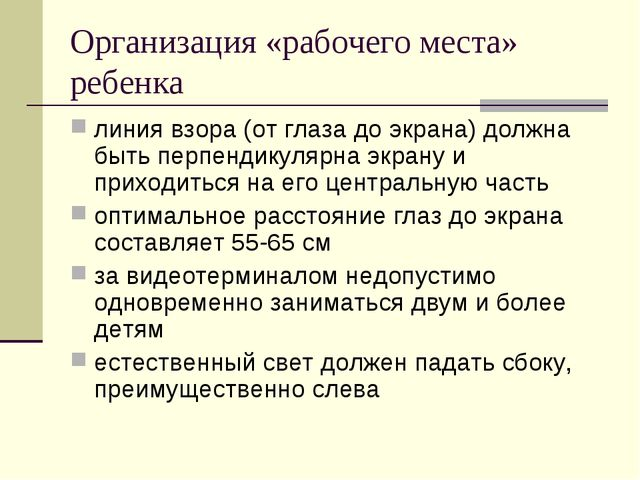 Организация «рабочего места»
ребенка
линия взора (от глаза до экрана) должна
быть перпендикулярна экрану и
приходиться на его центральную часть
оптимальное расстояние глаз до экрана
составляет 55-65 см
за видеотерминалом недопустимо
одновременно заниматься двум и более
детям
естественный свет должен падать сбоку,
преимущественно слева